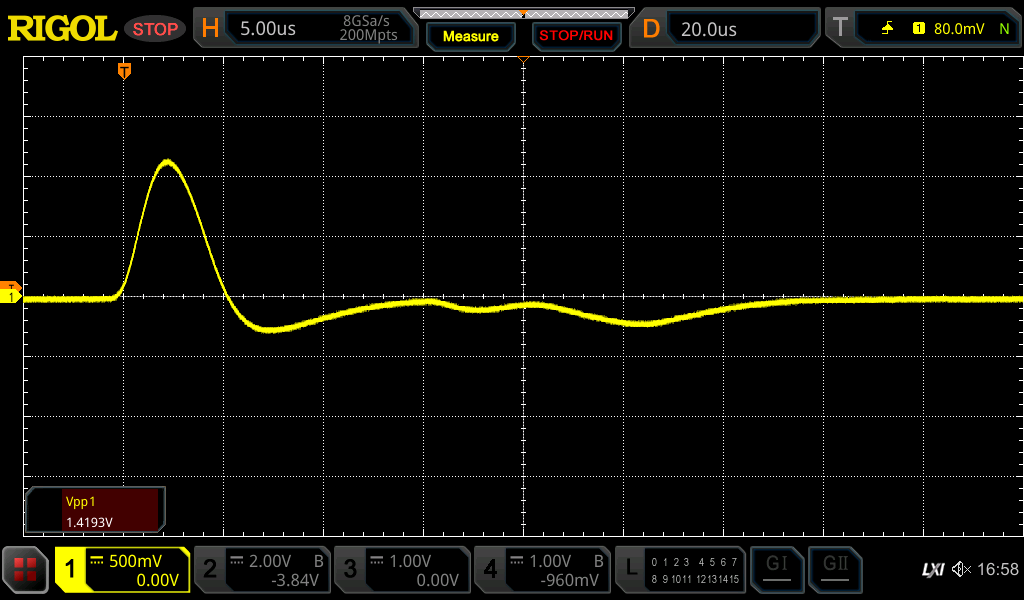 RIGOL STOP H 5.00us 8GSa/s 200Mpts Measure STOP/RUN D 20.0us T 1 80.0mV N
T
T
1
Vpp1
1.4193V
1 500mV 0.00V 2 2.00V B -3.84V 3 1.00V 0.00V 4 1.00V B -960mV L 0 1 2 3 4 5 6 7 8 9 10 11 12 13 14 15 GI GII LXI 16:58